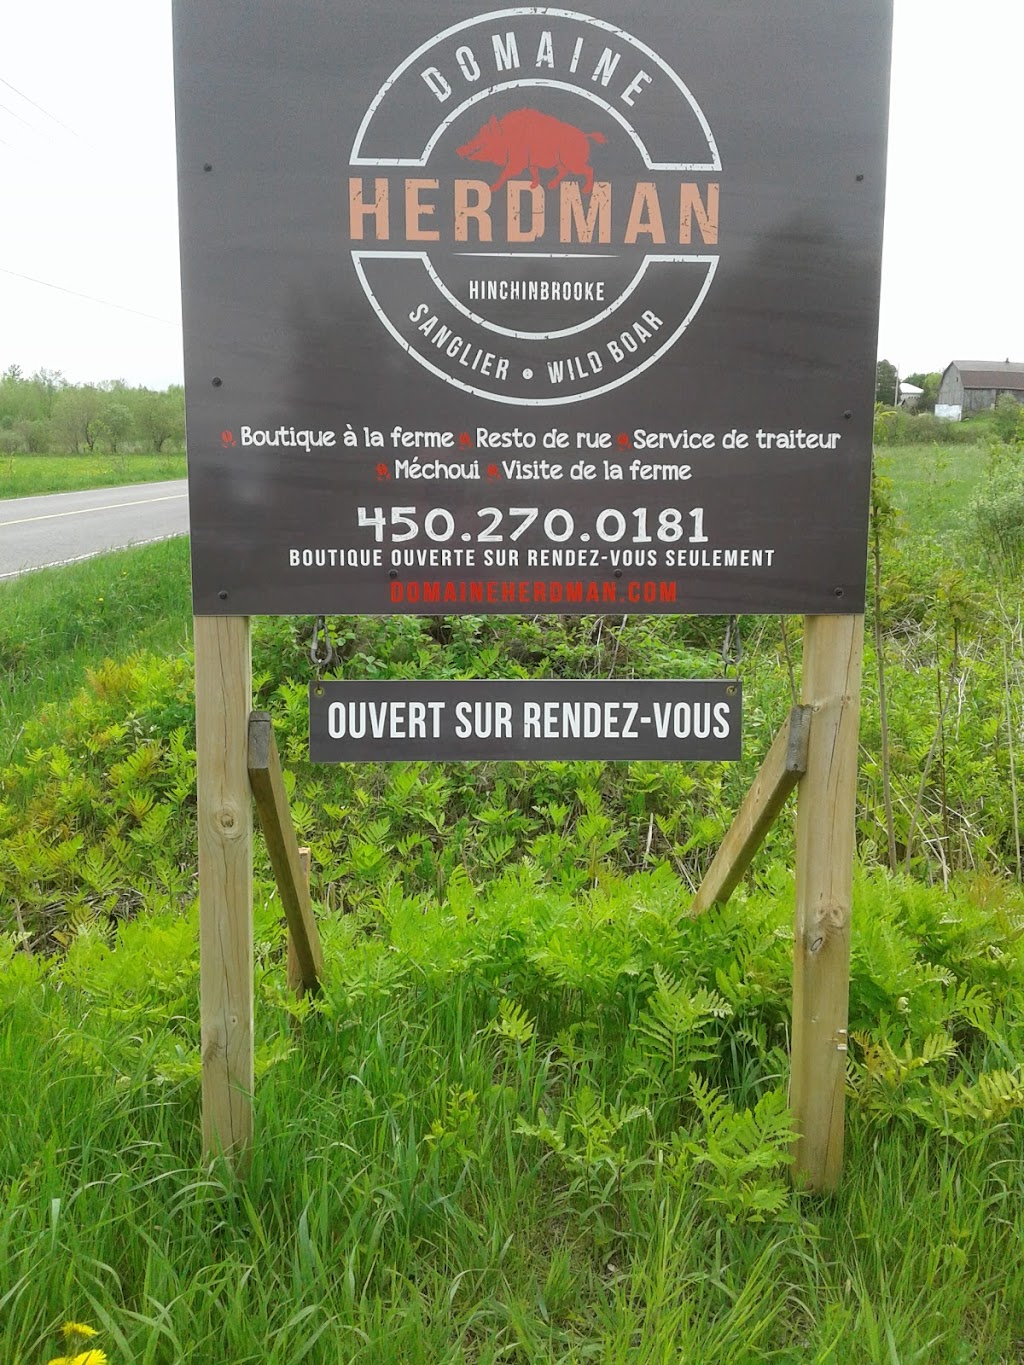 DOMAINE
HERDMAN
HINCHINBROOKE
SANGLIER • WILD BOAR
Boutique à la ferme Resto de rue Service de traiteur
Méchoui Visite de la ferme
450.270.0181
BOUTIQUE OUVERTE SUR RENDEZ-VOUS SEULEMENT
DOMAINEHERDMAN.COM
OUVERT SUR RENDEZ-VOUS